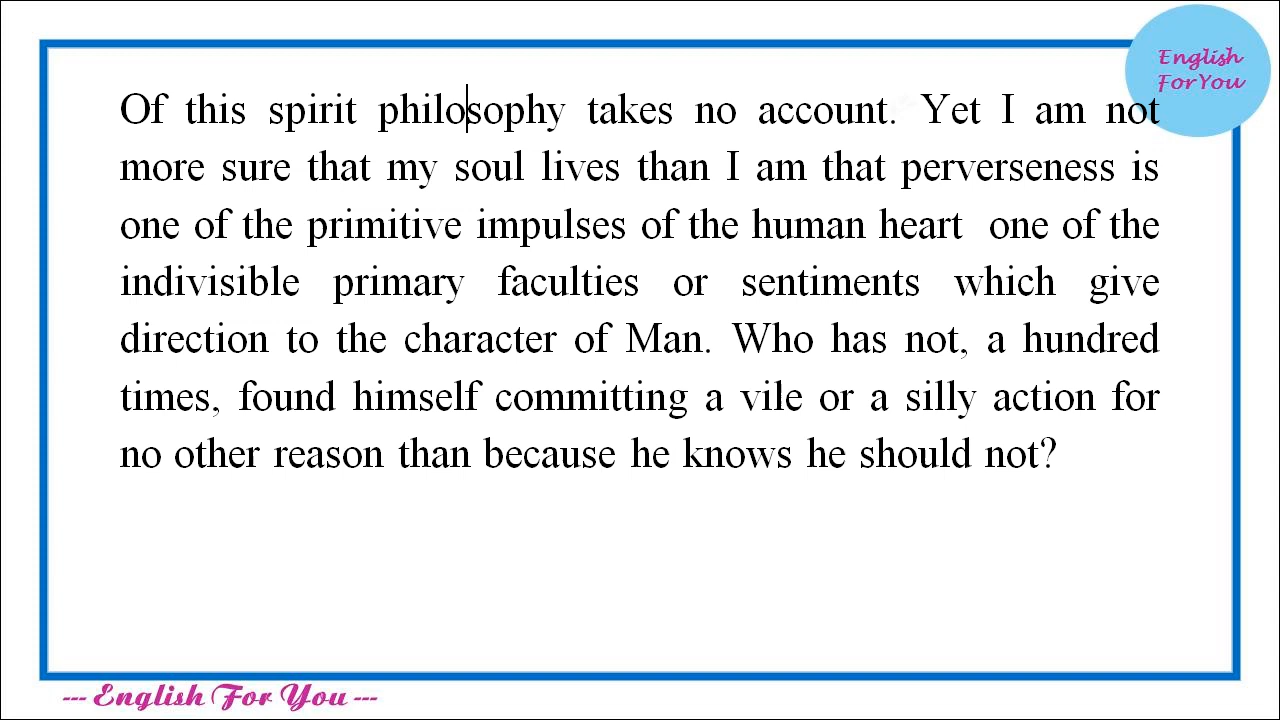 English
ForYou
Of this spirit philosophy takes no account. Yet I am not
more sure that my soul lives than I am that perverseness is
one of the primitive impulses of the human heart  one of the
indivisible primary faculties or sentiments which give
direction to the character of Man. Who has not, a hundred
times, found himself committing a vile or a silly action for
no other reason than because he knows he should not?
--- English For You ---